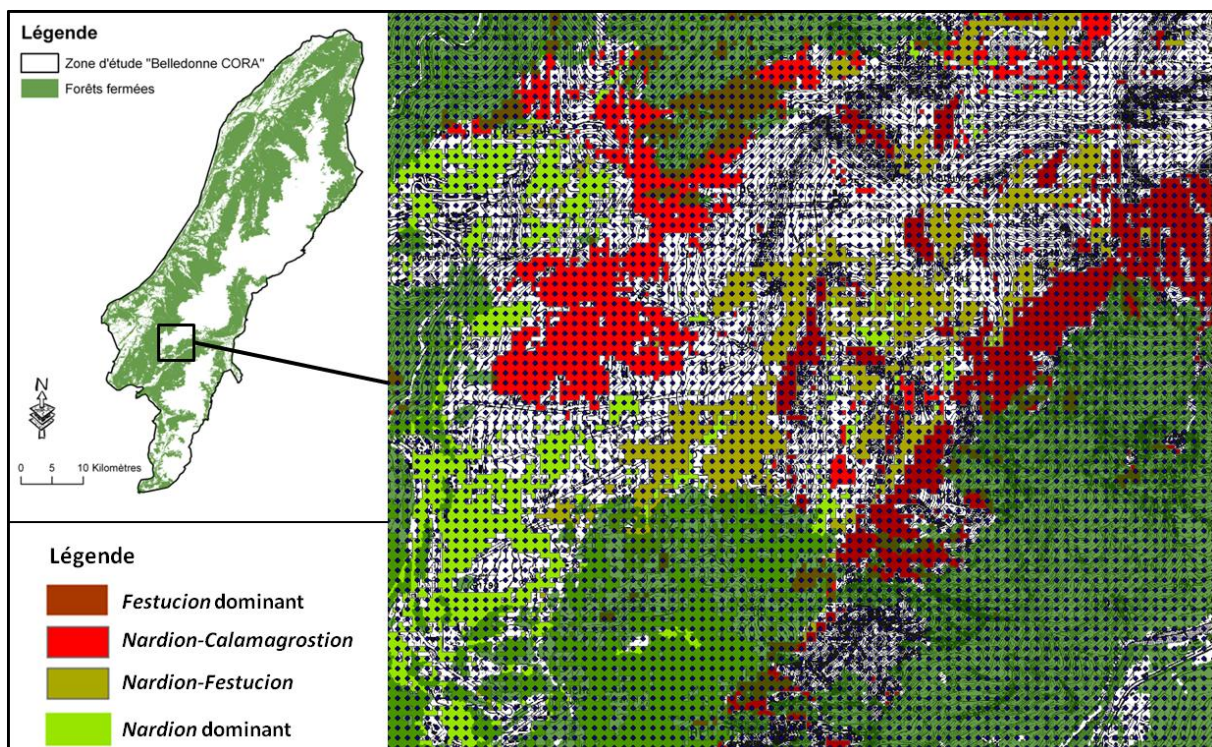 Légende
Zone d'étude "Belledonne CORA"
Forêts fermées
N
0 5 10 Kilomètres
Légende
Festucion dominant
Nardion-Calamagrostion
Nardion-Festucion
Nardion dominant